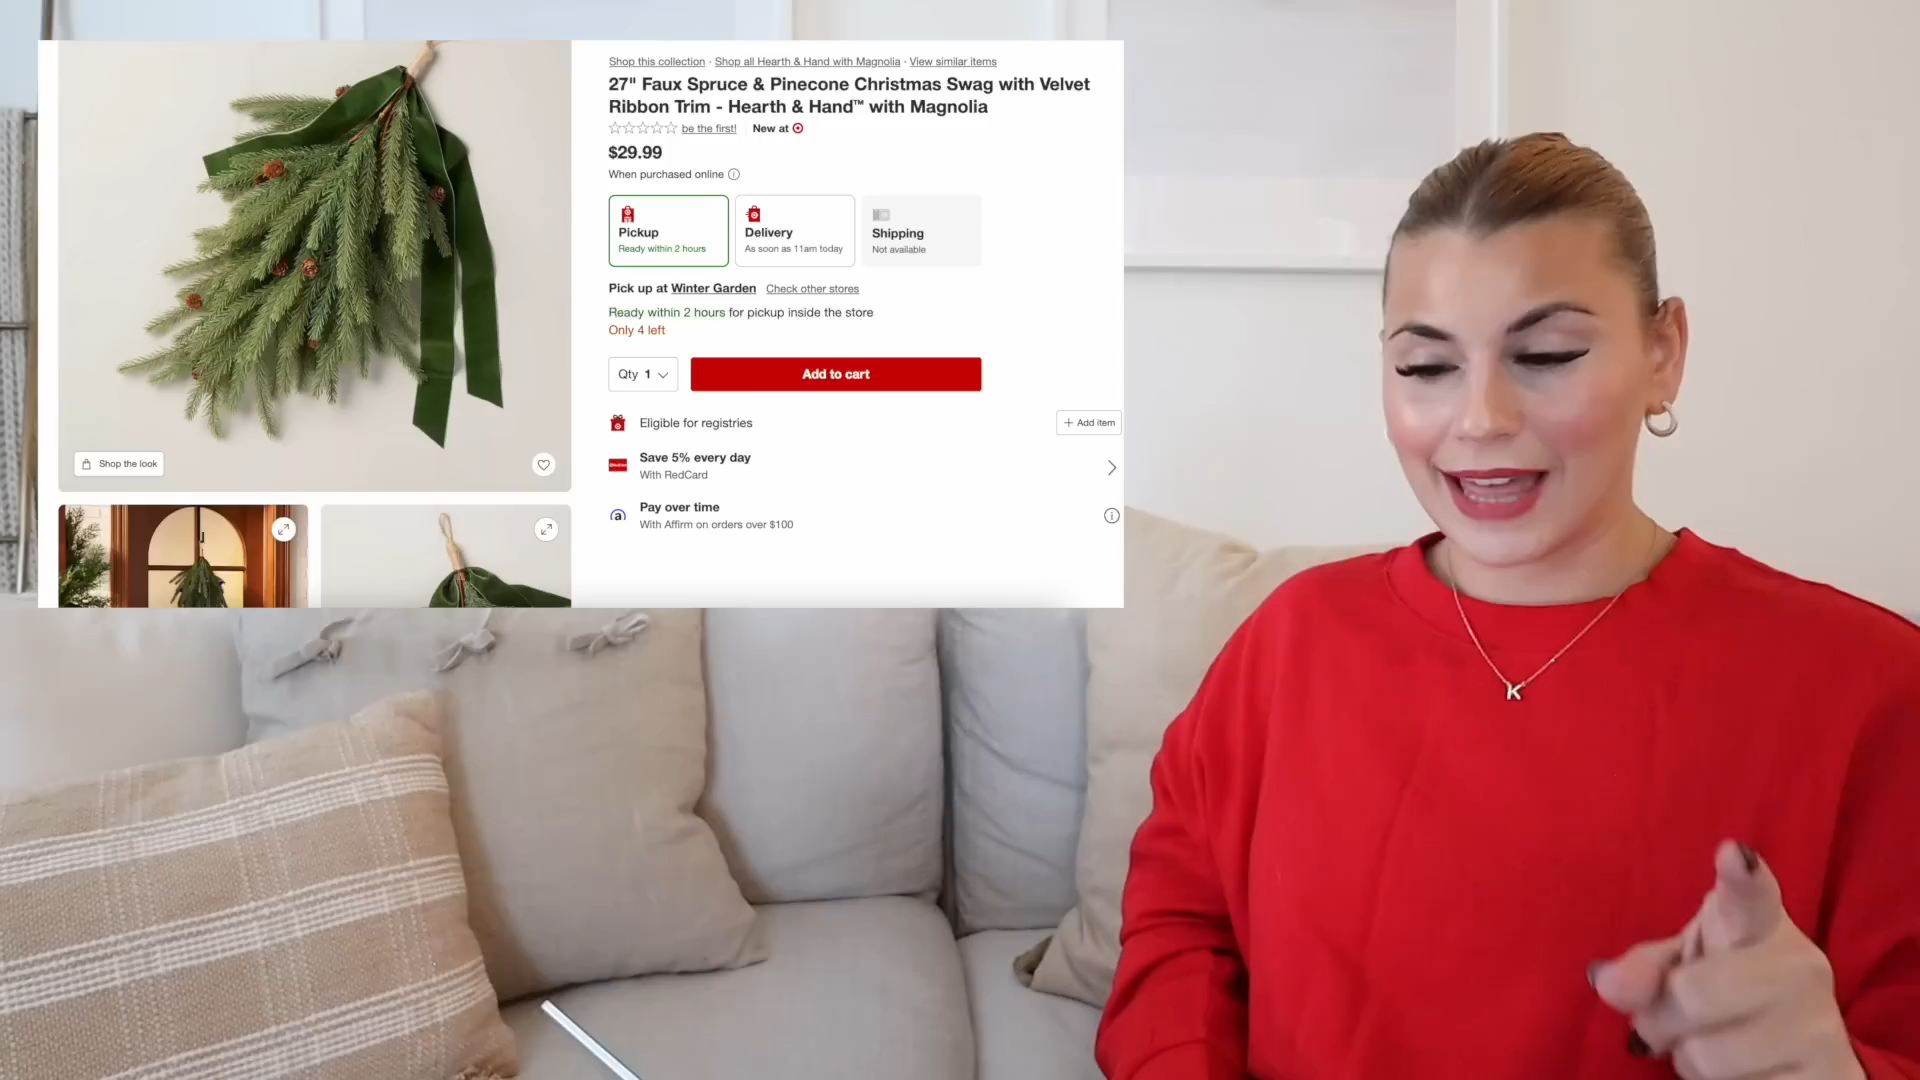 Shop this collection · Shop all Hearth & Hand with Magnolia · View similar items
27" Faux Spruce & Pinecone Christmas Swag with Velvet
Ribbon Trim - Hearth & Hand™ with Magnolia
be the first! New at
$29.99
When purchased online
Pickup
Ready within 2 hours
Delivery
As soon as 11am today
Shipping
Not available
Pick up at Winter Garden Check other stores
Ready within 2 hours for pickup inside the store
Only 4 left
Qty 1
Add to cart
Eligible for registries
+ Add item
Save 5% every day
With RedCard
Pay over time
With Affirm on orders over $100
Shop the look
K